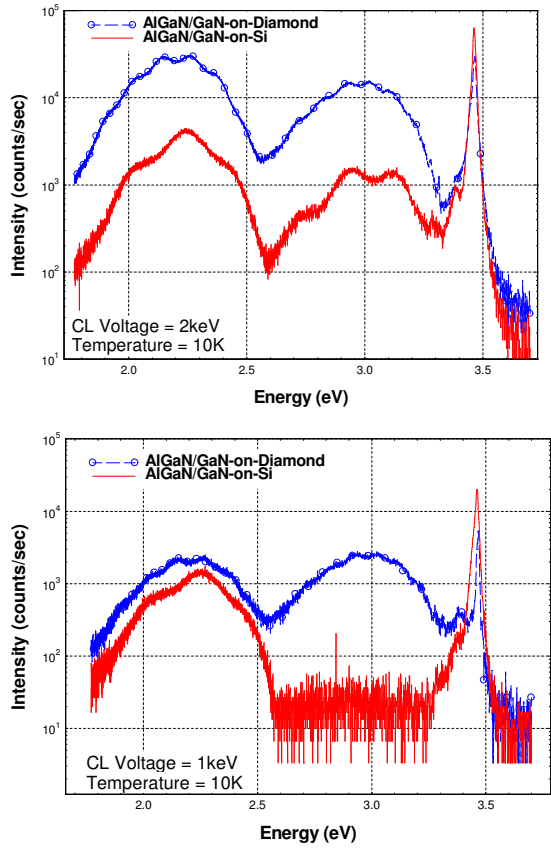 10^5
AlGaN/GaN-on-Diamond
AlGaN/GaN-on-Si
10^4
10^3
10^2
10^1
Intensity (counts/sec)
CL Voltage = 2keV
Temperature = 10K
2.0 2.5 3.0 3.5
Energy (eV)
10^5
AlGaN/GaN-on-Diamond
AlGaN/GaN-on-Si
10^4
10^3
10^2
10^1
Intensity (counts/sec)
CL Voltage = 1keV
Temperature = 10K
2.0 2.5 3.0 3.5
Energy (eV)